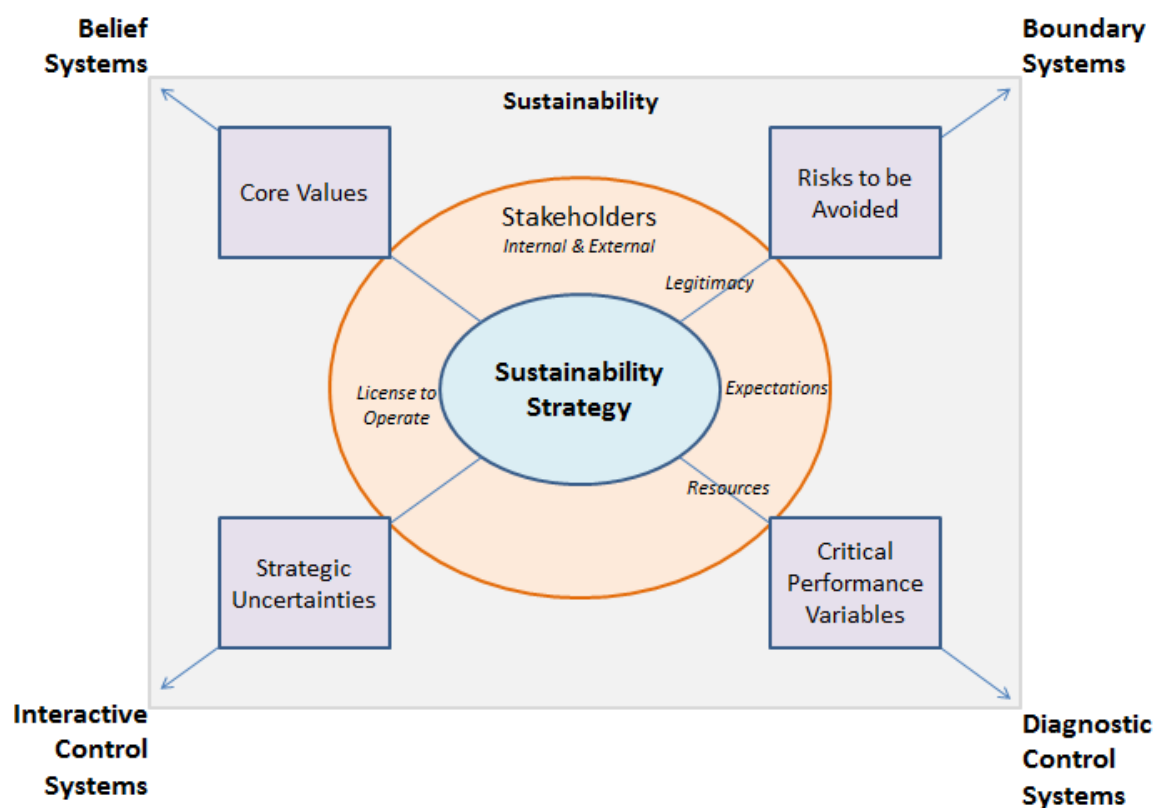 Belief
Systems
Boundary
Systems
Sustainability
Core Values
Risks to be
Avoided
Stakeholders
Internal & External
Legitimacy
Sustainability
Strategy
License to
Operate
Expectations
Resources
Strategic
Uncertainties
Critical
Performance
Variables
Interactive
Control
Systems
Diagnostic
Control
Systems